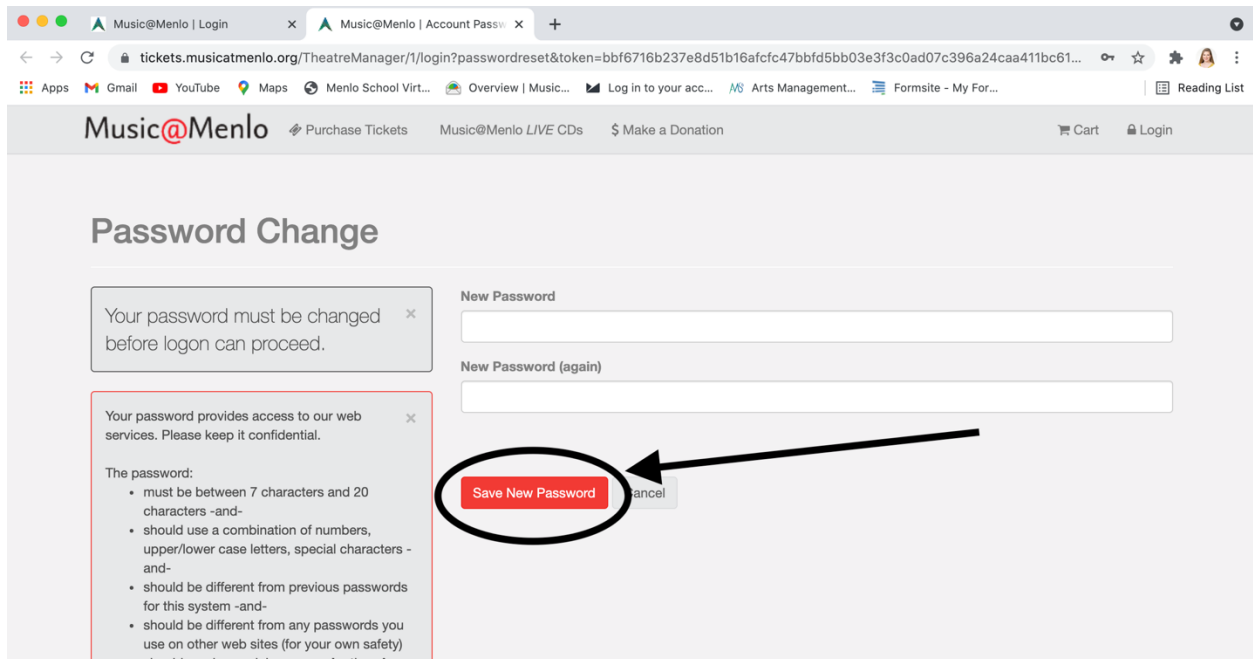 Music@Menlo | Login
Music@Menlo | Account Passw
tickets.musicatmenlo.org/TheatreManager/1/login?passwordreset&token=bbf6716b237e8d51b16afcfc47bbfd5bb03e3f3c0ad07c396a24caa411bc61...
Apps Gmail YouTube Maps Menlo School Virt... Overview | Music... Log in to your acc... Arts Management... Formsite - My For... Reading List
Music@Menlo Purchase Tickets Music@Menlo LIVE CDs $ Make a Donation Cart Login
Password Change
Your password must be changed
before logon can proceed.
New Password
New Password (again)
Your password provides access to our web
services. Please keep it confidential.
The password:
• must be between 7 characters and 20
characters -and-
• should use a combination of numbers,
upper/lower case letters, special characters -
and-
• should be different from previous passwords
for this system -and-
• should be different from any passwords you
use on other web sites (for your own safety)
Save New Password Cancel